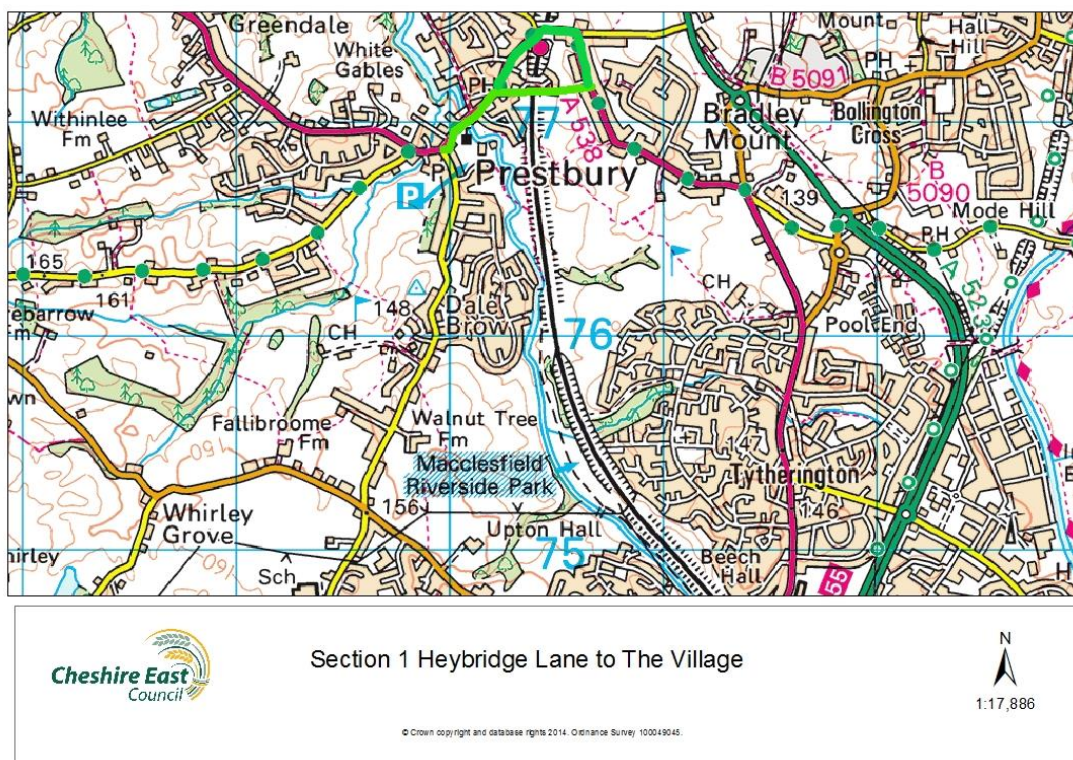 Greendale
White
Gables
PH
Mount
Hall
Hill
B 5091
PH
Bollington
Cross
Withinlee
Fm
77
A 538
Bradley
Mount
P
Prestbury
P
B
5090
139
Mode Hill
PH
165
161
148
Dale
Brow
CH
CH
76
A 523
Pool End
Fallibroome
Fm
Walnut Tree
Fm
Macclesfield
Riverside Park
147
Tytherington
146
Whirley
Grove
156
Upton Hall
75
Beech
Hall
Sch
55
Cheshire East
Council
Section 1 Heybridge Lane to The Village
N
1:17,886
© Crown copyright and database rights 2014. Ordnance Survey 100049045.